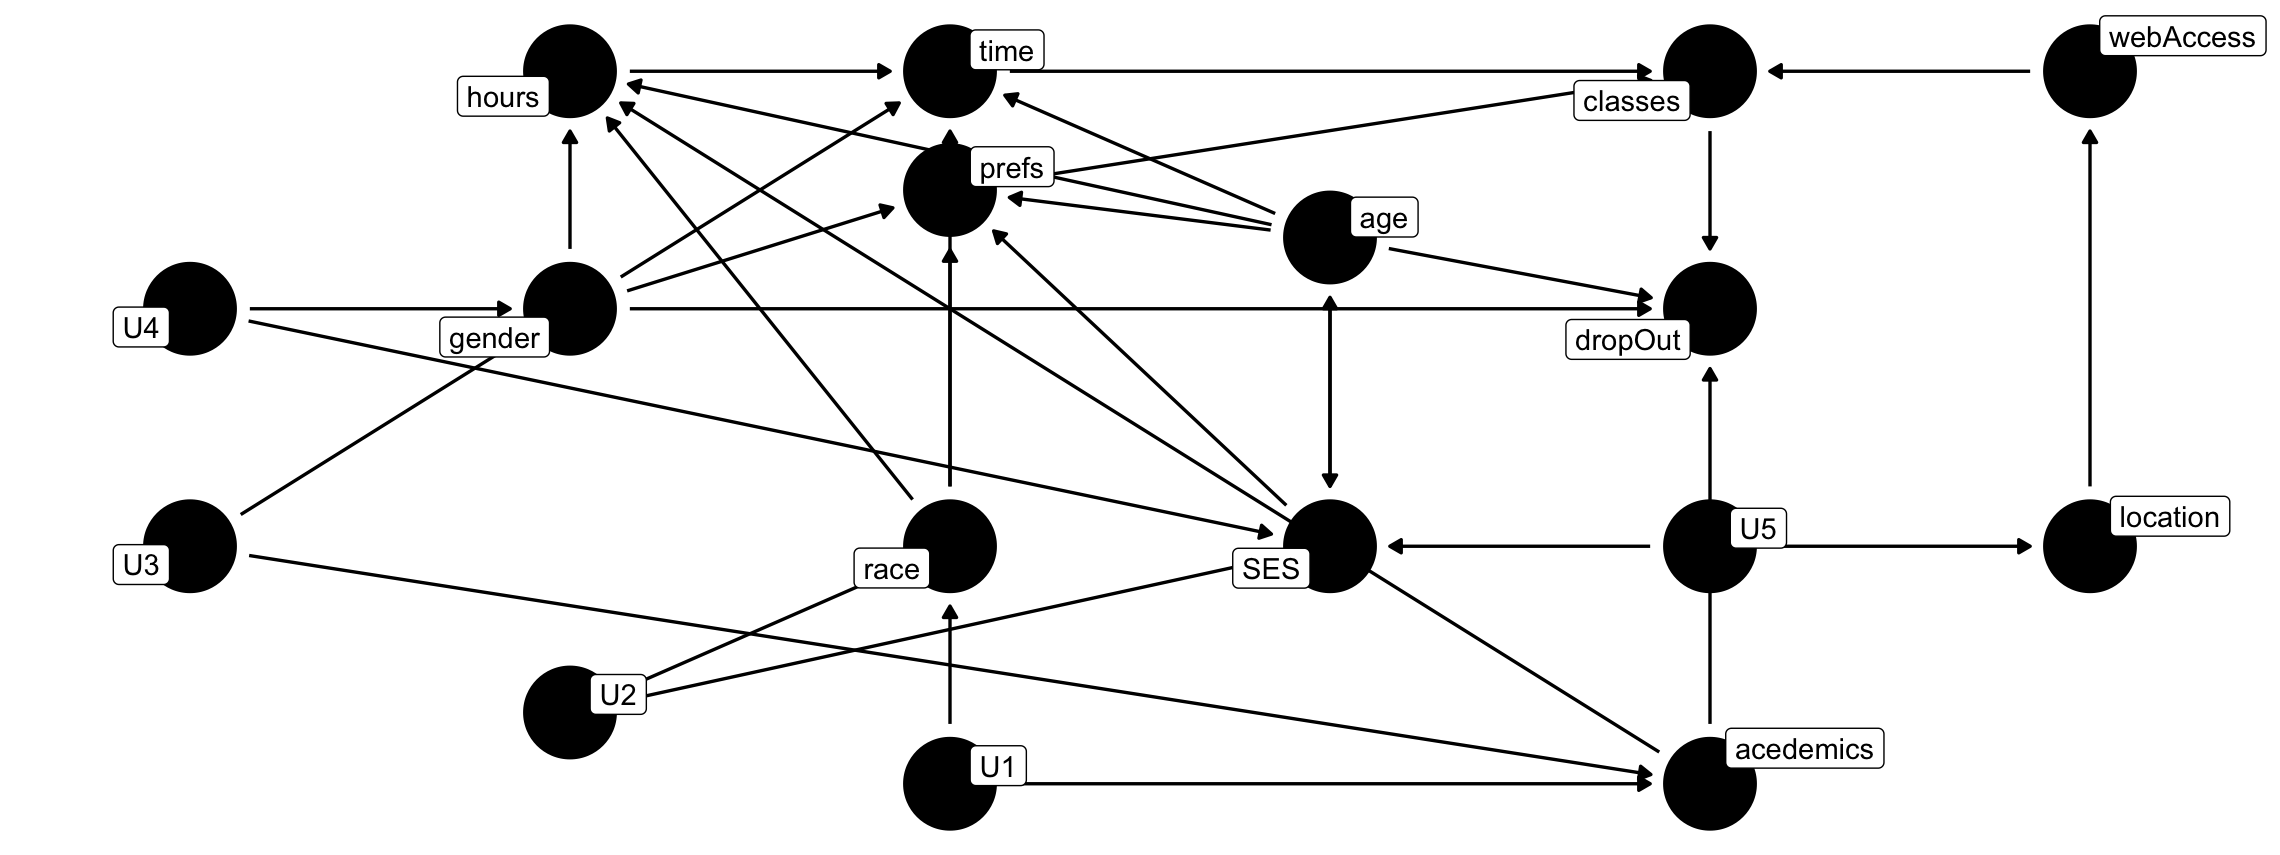 webAccess
time
hours
classes
prefs
age
U4
gender
dropOut
location
U5
U3
race
SES
U2
acedemics
U1